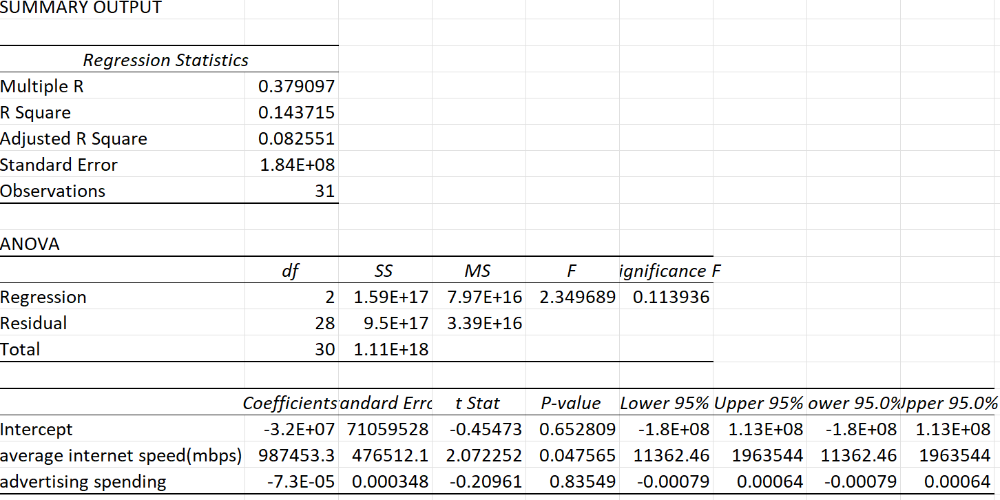 SUMMARY OUTPUT
Regression Statistics
Multiple R 0.379097
R Square 0.143715
Adjusted R Square 0.082551
Standard Error 1.84E+08
Observations 31
ANOVA
df SS MS F ignificance F
Regression 2 1.59E+17 7.97E+16 2.349689 0.113936
Residual 28 9.5E+17 3.39E+16
Total 30 1.11E+18
Coefficients andard Erro t Stat P-value Lower 95% Upper 95% ower 95.0% Upper 95.0%
Intercept -3.2E+07 71059528 -0.45473 0.652809 -1.8E+08 1.13E+08 -1.8E+08 1.13E+08
average internet speed(mbps) 987453.3 476512.1 2.072252 0.047565 11362.46 1963544 11362.46 1963544
advertising spending -7.3E-05 0.000348 -0.20961 0.83549 -0.00079 0.00064 -0.00079 0.00064